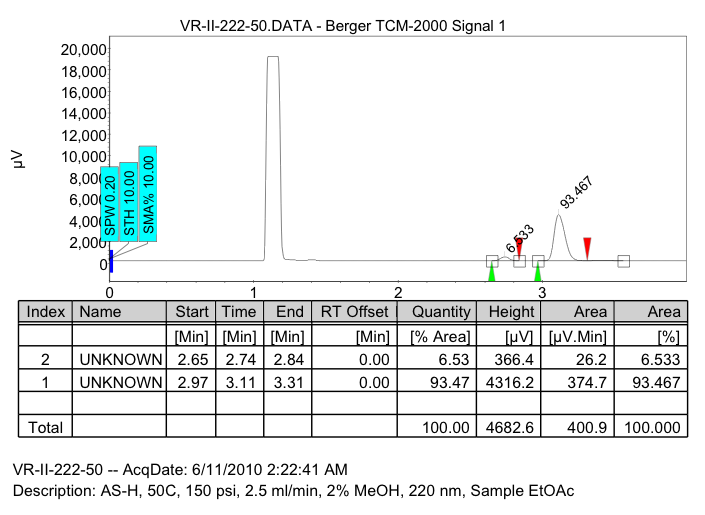 VR-II-222-50.DATA - Berger TCM-2000 Signal 1
µV
20,000
18,000
16,000
14,000
12,000
10,000
8,000
6,000
4,000
2,000
0
SPW 0.20
STH 10.00
SMA% 10.00
6.533
93.467
0 1 2 3
Index Name Start Time End RT Offset Quantity Height Area Area
[Min] [Min] [Min] [Min] [% Area] [µV] [µV.Min] [%]
2 UNKNOWN 2.65 2.74 2.84 0.00 6.53 366.4 26.2 6.533
1 UNKNOWN 2.97 3.11 3.31 0.00 93.47 4316.2 374.7 93.467
Total 100.00 4682.6 400.9 100.000
VR-II-222-50 -- AcqDate: 6/11/2010 2:22:41 AM
Description: AS-H, 50C, 150 psi, 2.5 ml/min, 2% MeOH, 220 nm, Sample EtOAc